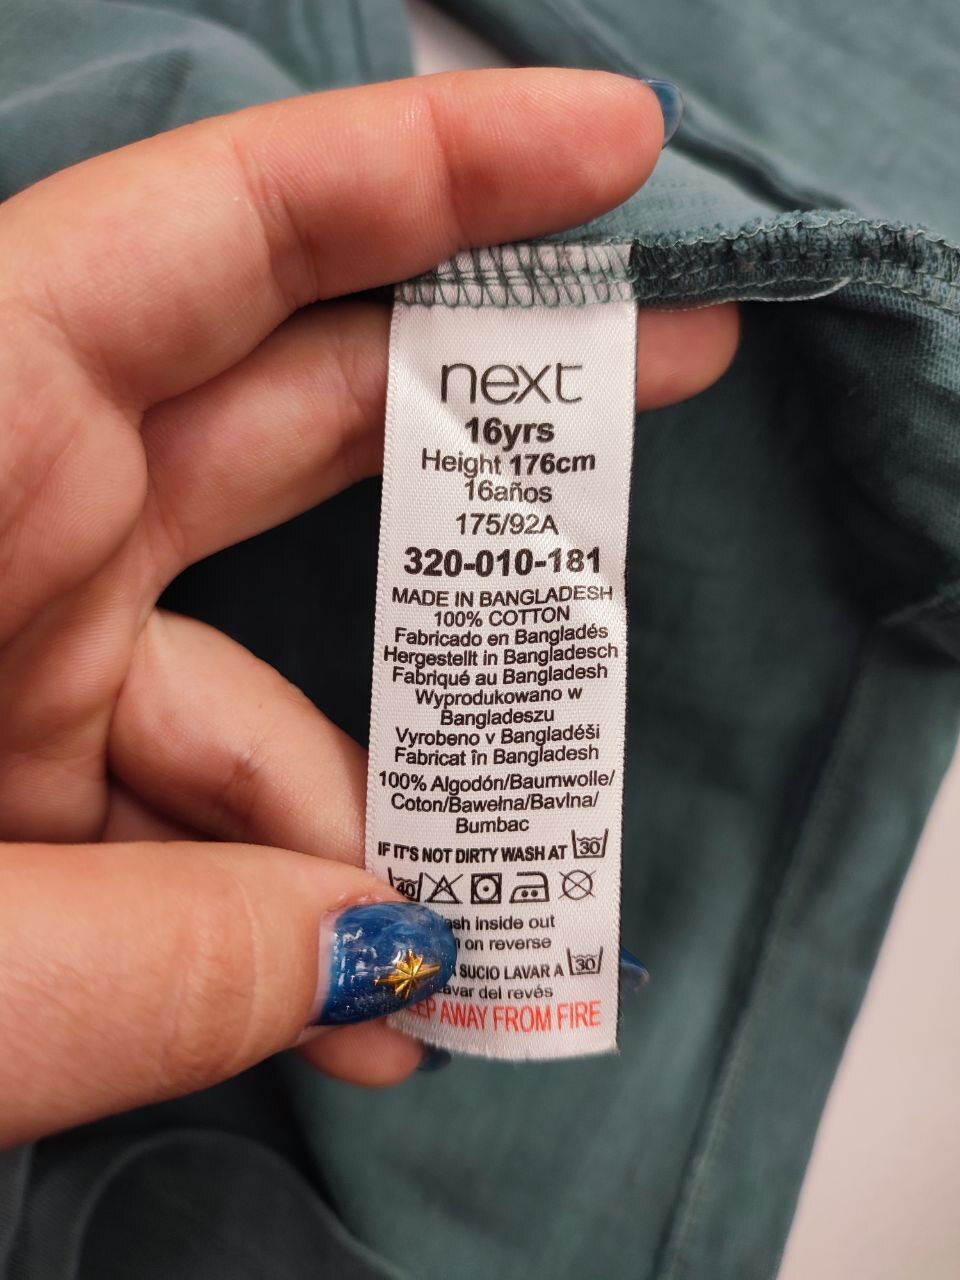 next
16yrs
Height 176cm
16años
175/92A
320-010-181
MADE IN BANGLADESH
100% COTTON
Fabricado en Bangladés
Hergestellt in Bangladesch
Fabriqué au Bangladesh
Wyprodukowano w
Bangladeszu
Vyrobeno v Bangladéši
Fabricat în Bangladesh
100% Algodón/Baumwolle/
Coton/Bawełna/Bavlna/
Bumbac
IF IT'S NOT DIRTY WASH AT 30
40
inside out
on reverse
SUCIO LAVAR A 30
del revés
AWAY FROM FIRE